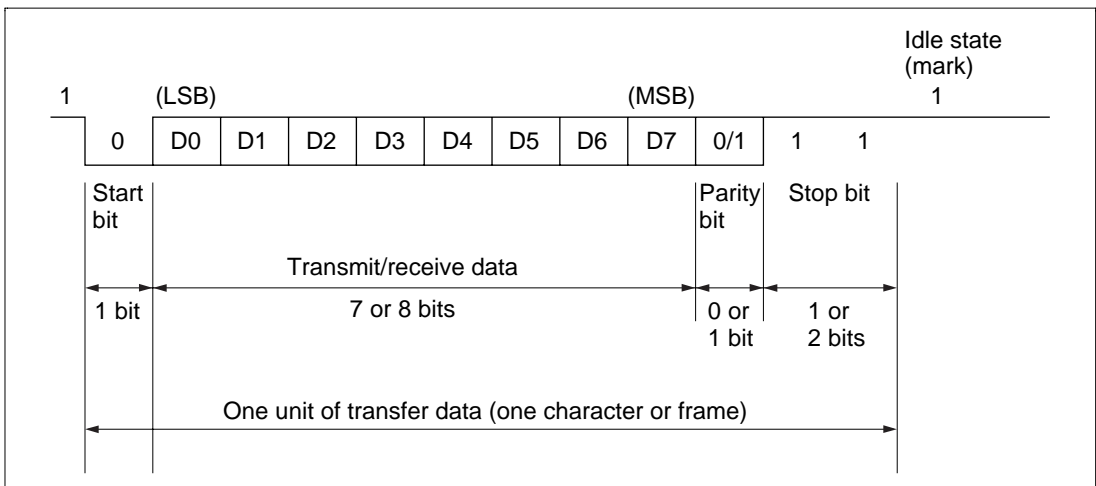 Idle state
(mark)
1 (LSB) (MSB) 1
0 D0 D1 D2 D3 D4 D5 D6 D7 0/1 1 1
Start
bit
Parity
bit
Stop bit
Transmit/receive data
1 bit
7 or 8 bits
0 or
1 bit
1 or
2 bits
One unit of transfer data (one character or frame)